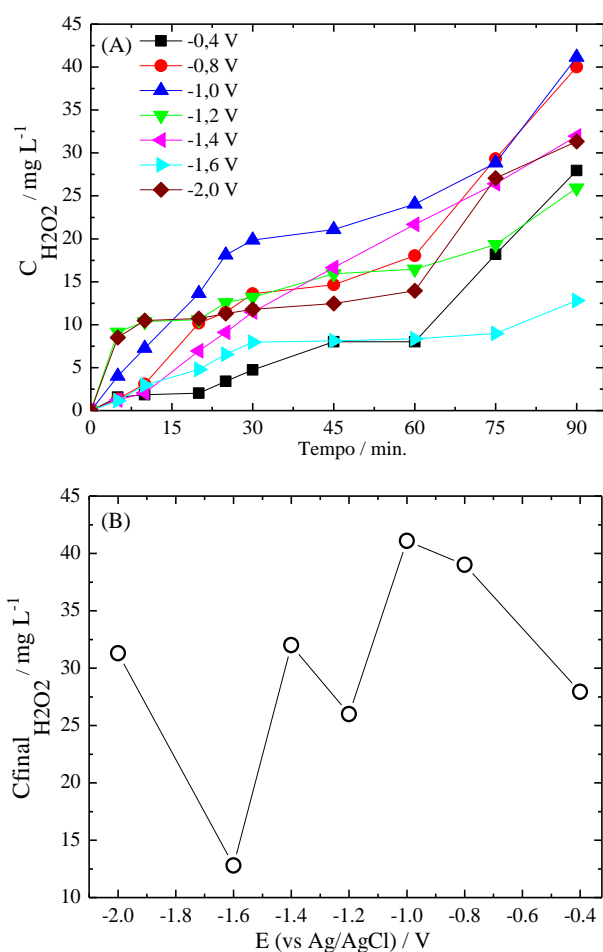 (A)
-0,4 V
-0,8 V
-1,0 V
-1,2 V
-1,4 V
-1,6 V
-2,0 V
C H2O2 / mg L-1
45
40
35
30
25
20
15
10
5
0
0 15 30 45 60 75 90
Tempo / min.
(B)
Cfinal H2O2 / mg L-1
45
40
35
30
25
20
15
10
-2.0 -1.8 -1.6 -1.4 -1.2 -1.0 -0.8 -0.6 -0.4
E (vs Ag/AgCl) / V